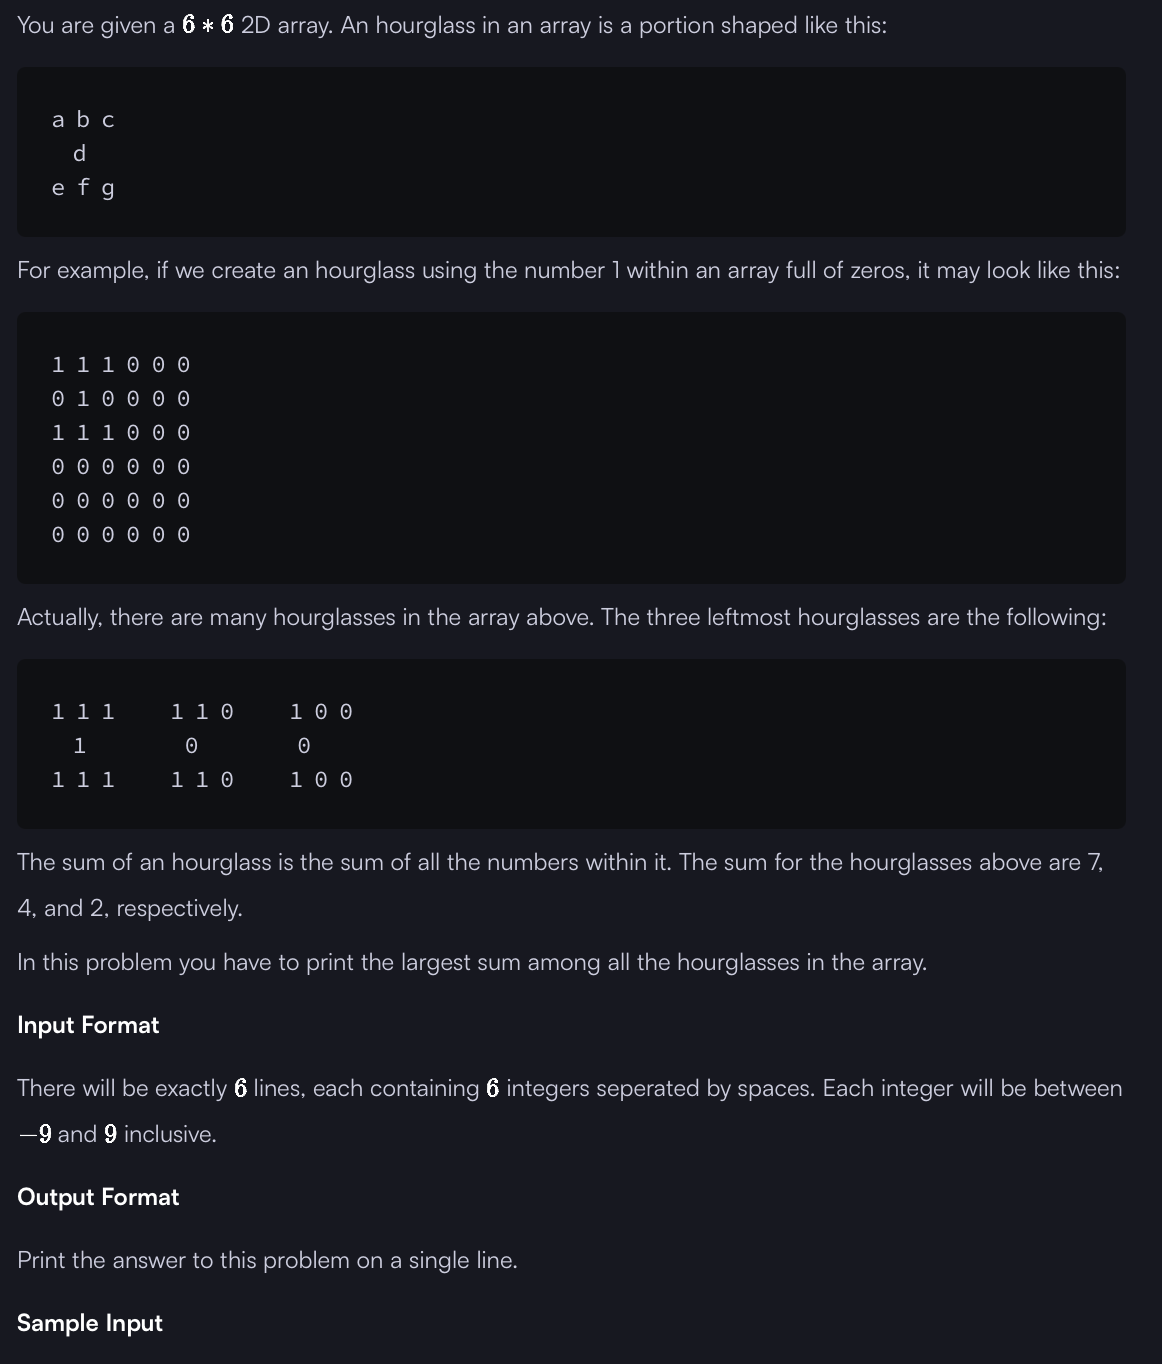 You are given a 6 * 6 2D array. An hourglass in an array is a portion shaped like this:
a b c
  d
e f g
For example, if we create an hourglass using the number 1 within an array full of zeros, it may look like this:
1 1 1 0 0 0
0 1 0 0 0 0
1 1 1 0 0 0
0 0 0 0 0 0
0 0 0 0 0 0
0 0 0 0 0 0
Actually, there are many hourglasses in the array above. The three leftmost hourglasses are the following:
1 1 1     1 1 0     1 0 0
  1         0         0
1 1 1     1 1 0     1 0 0
The sum of an hourglass is the sum of all the numbers within it. The sum for the hourglasses above are 7,
4, and 2, respectively.
In this problem you have to print the largest sum among all the hourglasses in the array.
Input Format
There will be exactly 6 lines, each containing 6 integers seperated by spaces. Each integer will be between
−9 and 9 inclusive.
Output Format
Print the answer to this problem on a single line.
Sample Input